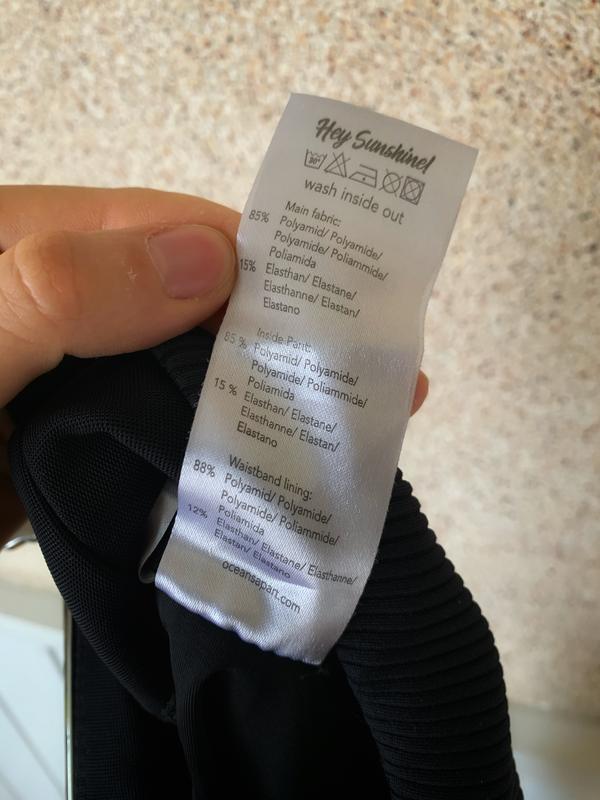 Hey Sunshine!
30°
wash inside out
Main fabric:
85% Polyamid/ Polyamide/
Polyamide/ Poliammide/
Poliamida
15% Elasthan/ Elastane/
Elasthanne/ Elastan/
Elastano
Inside Pant:
85 % Polyamid/ Polyamide/
Polyamide/ Poliammide/
Poliamida
15 % Elasthan/ Elastane/
Elasthanne/ Elastan/
Elastano
Waistband lining:
88% Polyamid/ Polyamide/
Polyamide/ Poliammide/
Poliamida
12% Elasthan/ Elastane/ Elasthanne/
Elastan/ Elastano
oceansapart.com